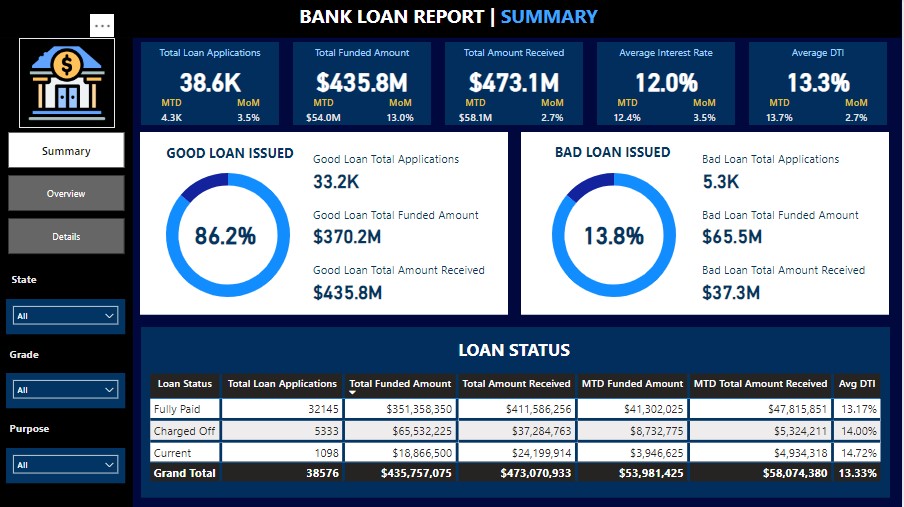 BANK LOAN REPORT | SUMMARY
...
$
Summary
Overview
Details
State
All
Grade
All
Purpose
All
Total Loan Applications
38.6K
MTD MoM
4.3K 3.5%
Total Funded Amount
$435.8M
MTD MoM
$54.0M 13.0%
Total Amount Received
$473.1M
MTD MoM
$58.1M 2.7%
Average Interest Rate
12.0%
MTD MoM
12.4% 3.5%
Average DTI
13.3%
MTD MoM
13.7% 2.7%
GOOD LOAN ISSUED
86.2%
Good Loan Total Applications
33.2K
Good Loan Total Funded Amount
$370.2M
Good Loan Total Amount Received
$435.8M
BAD LOAN ISSUED
13.8%
Bad Loan Total Applications
5.3K
Bad Loan Total Funded Amount
$65.5M
Bad Loan Total Amount Received
$37.3M
LOAN STATUS
Loan Status Total Loan Applications Total Funded Amount Total Amount Received MTD Funded Amount MTD Total Amount Received Avg DTI
Fully Paid 32145 $351,358,350 $411,586,256 $41,302,025 $47,815,851 13.17%
Charged Off 5333 $65,532,225 $37,284,763 $8,732,775 $5,324,211 14.00%
Current 1098 $18,866,500 $24,199,914 $3,946,625 $4,934,318 14.72%
Grand Total 38576 $435,757,075 $473,070,933 $53,981,425 $58,074,380 13.33%